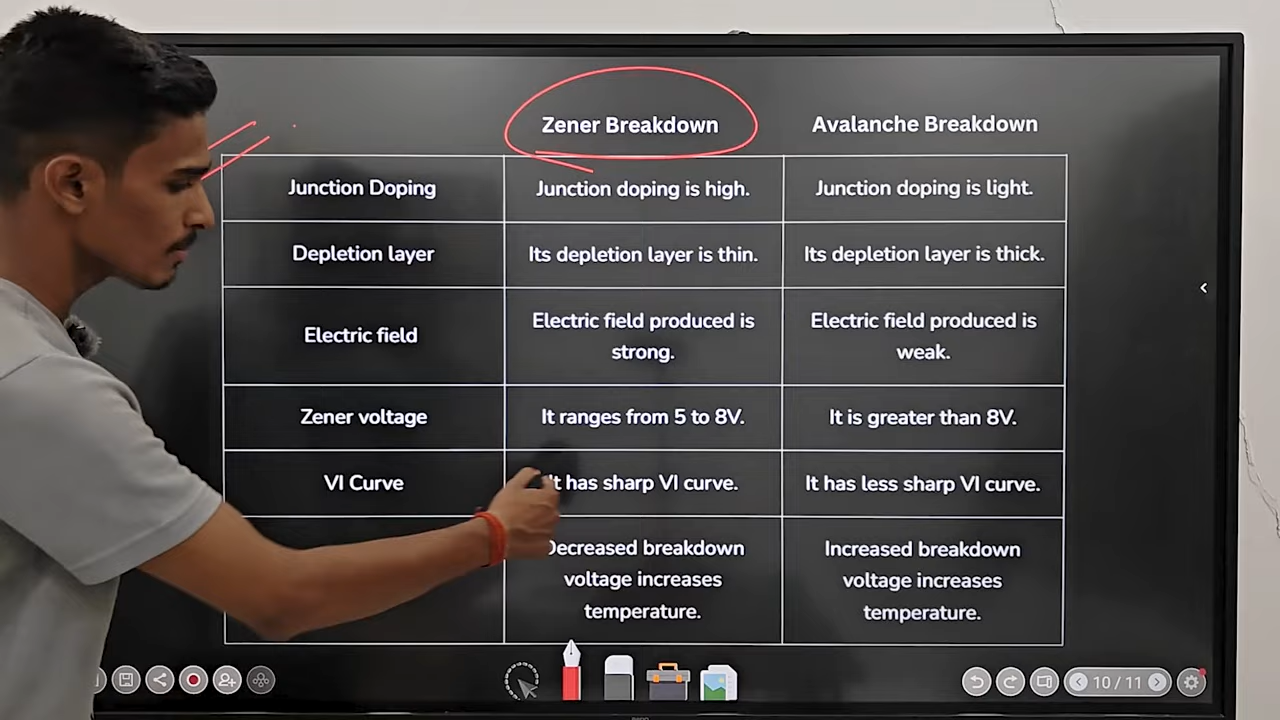 Zener Breakdown Avalanche Breakdown
Junction Doping Junction doping is high. Junction doping is light.
Depletion layer Its depletion layer is thin. Its depletion layer is thick.
Electric field Electric field produced is strong. Electric field produced is weak.
Zener voltage It ranges from 5 to 8V. It is greater than 8V.
VI Curve It has sharp VI curve. It has less sharp VI curve.
Decreased breakdown voltage increases temperature. Increased breakdown voltage increases temperature.
10 / 11